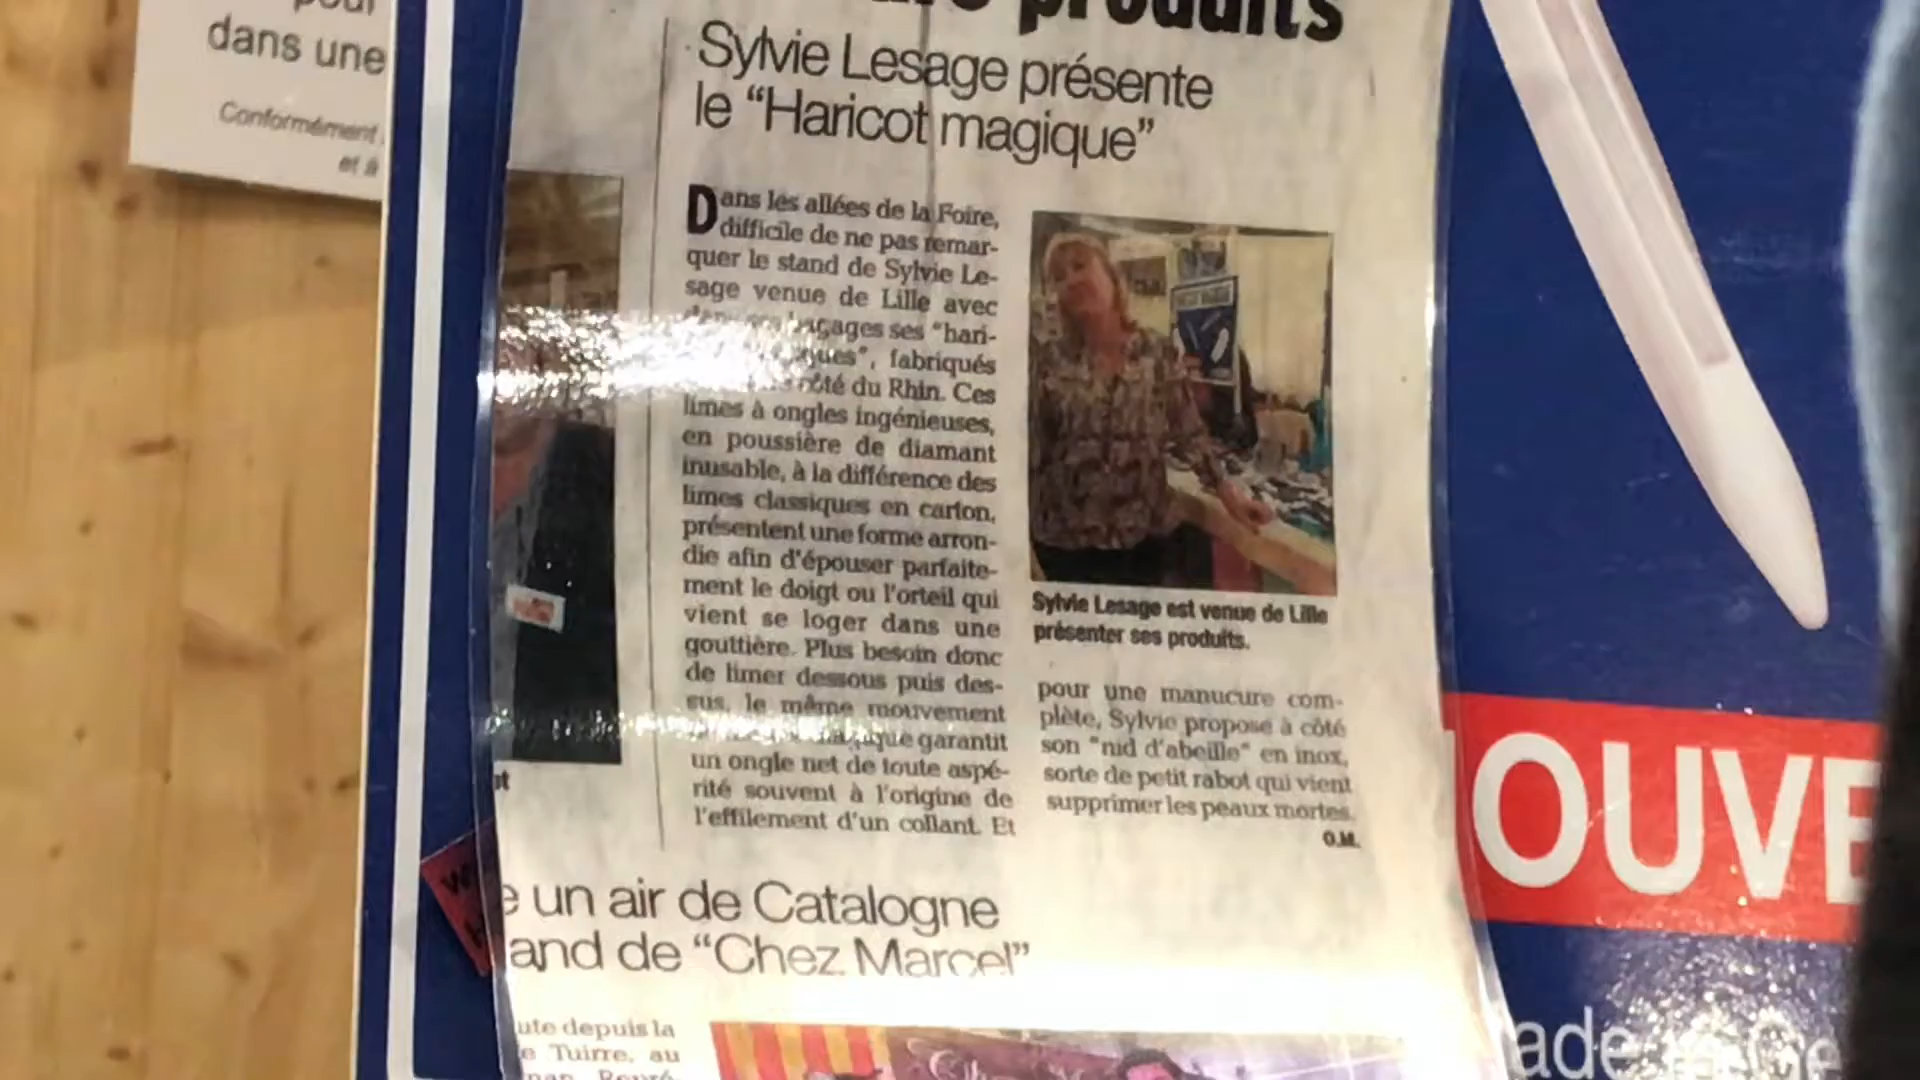 dans une
Conformément
et à
produits
Sylvie Lesage présente
le “Haricot magique”
Dans les allées de la Foire,
difficile de ne pas remar-
quer le stand de Sylvie Le-
sage venue de Lille avec
bagages ses "hari-
fabriqués
côté du Rhin. Ces
limes à ongles ingénieuses,
en poussière de diamant
inusable, à la différence des
limes classiques en carton,
présentent une forme arron-
die afin d'épouser parfaite-
ment le doigt ou l'orteil qui
vient se loger dans une
gouttière. Plus besoin donc
de limer dessous puis des-
sus, le même mouvement
garantit
un ongle net de toute aspé-
rité souvent à l'origine de
l'effilement d'un collant. Et
Sylvie Lesage est venue de Lille
présenter ses produits.
pour une manucure com-
plète, Sylvie propose à côté
son "nid d'abeille" en inox,
sorte de petit rabot qui vient
supprimer les peaux mortes.
O.M.
e un air de Catalogne
and de “Chez Marcel”
ute depuis la
e Tuirre, au
OUVE